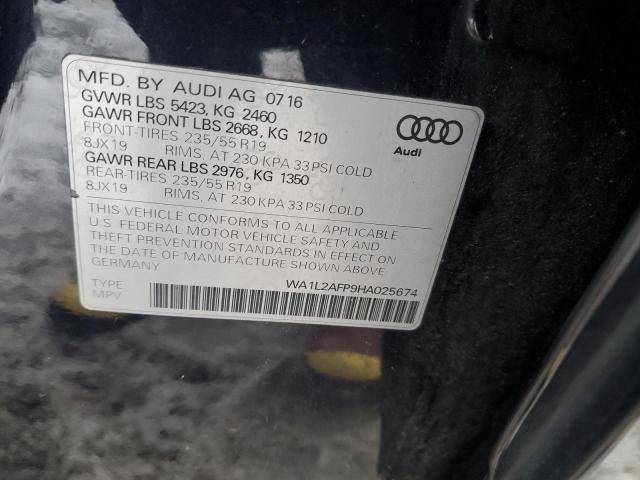 MFD. BY AUDI AG 07 16
GVWR LBS 5423, KG 2460
GAWR FRONT LBS 2668, KG 1210
FRONT-TIRES 235/55 R19
8JX19 RIMS, AT 230 KPA 33 PSI COLD
GAWR REAR LBS 2976, KG 1350
REAR-TIRES 235/55 R19
8JX19 RIMS, AT 230 KPA 33 PSI COLD
Audi
THIS VEHICLE CONFORMS TO ALL APPLICABLE
U.S. FEDERAL MOTOR VEHICLE SAFETY AND
THEFT PREVENTION STANDARDS IN EFFECT ON
THE DATE OF MANUFACTURE SHOWN ABOVE
GERMANY
TYPE
MPV
WA1L2AFP9HA025674